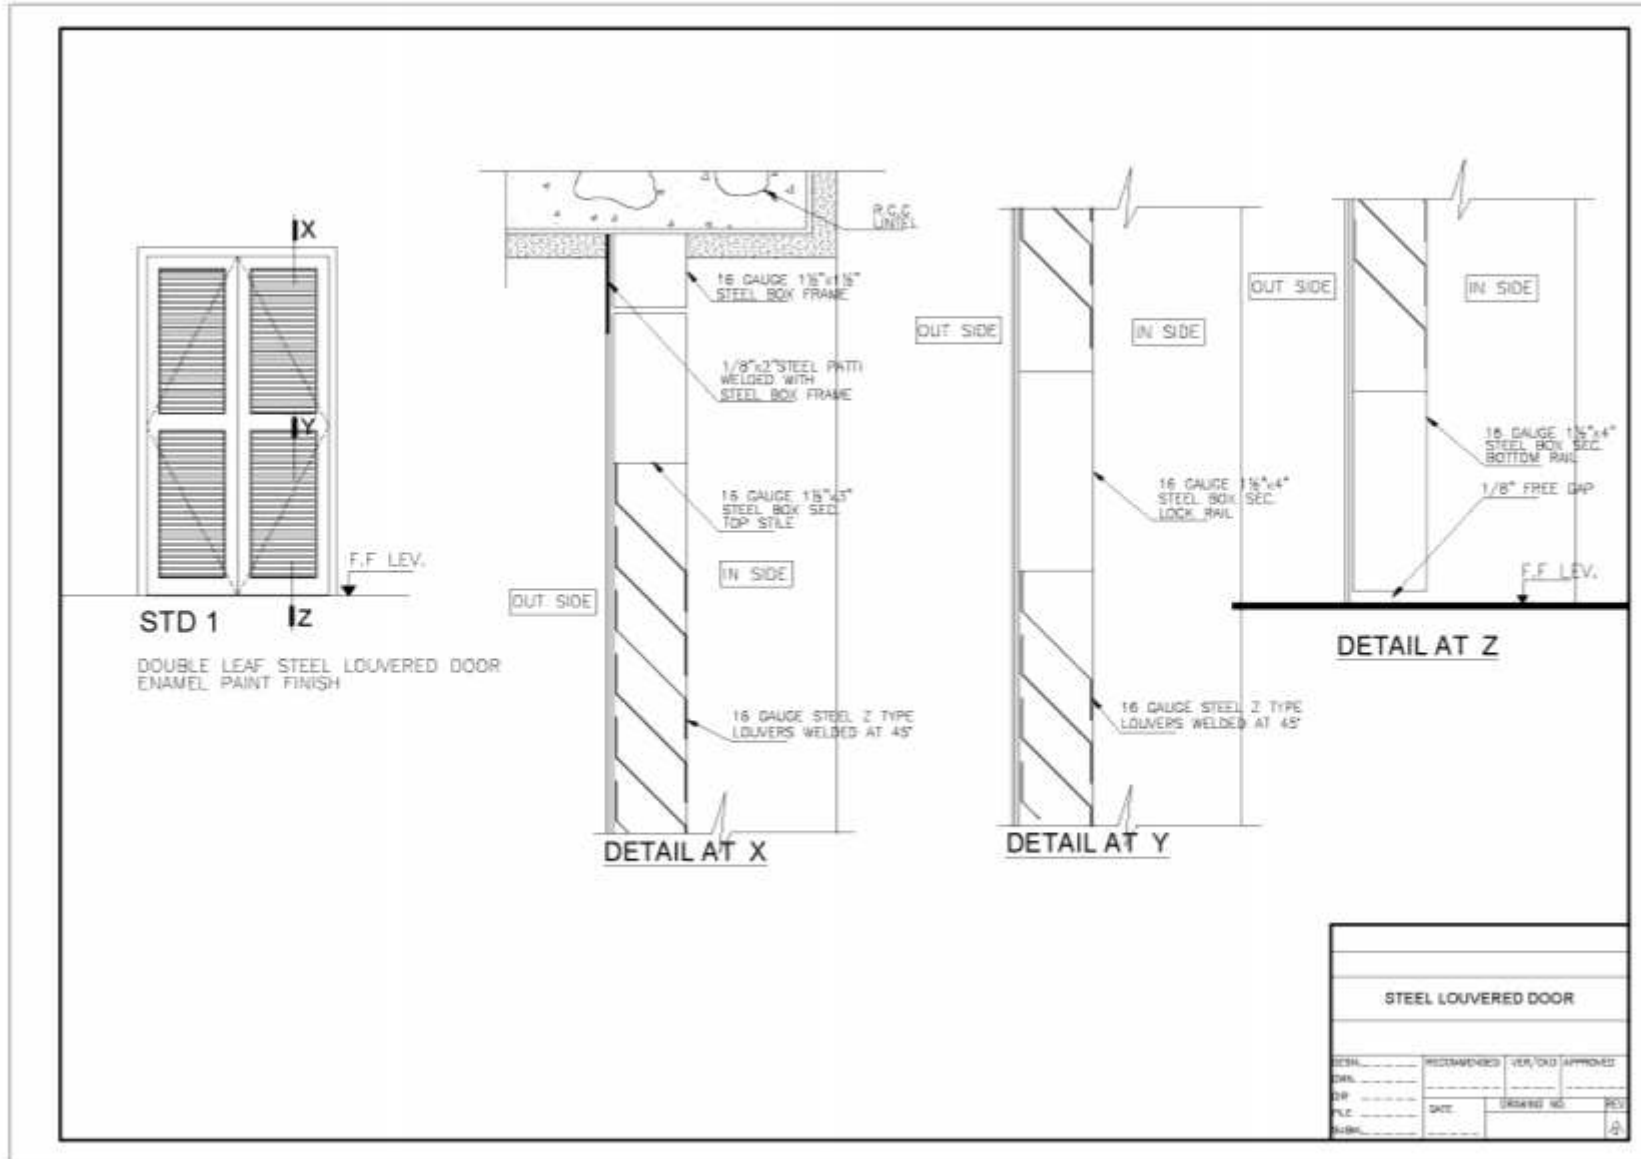 X
Y
Z
F.F LEV.
STD 1
DOUBLE LEAF STEEL LOUVERED DOOR
ENAMEL PAINT FINISH
R.C.C
LINTEL
16 GAUGE 1½"x1½"
STEEL BOX FRAME
1/8"x2"STEEL PATTI
WELDED WITH
STEEL BOX FRAME
16 GAUGE 1½"x3"
STEEL BOX SEC.
TOP STILE
IN SIDE
OUT SIDE
16 GAUGE STEEL Z TYPE
LOUVERS WELDED AT 45°
DETAIL AT X
OUT SIDE
IN SIDE
16 GAUGE 1½"x4"
STEEL BOX SEC.
LOCK RAIL
16 GAUGE STEEL Z TYPE
LOUVERS WELDED AT 45°
DETAIL AT Y
OUT SIDE
IN SIDE
16 GAUGE 1½"x4"
STEEL BOX SEC.
BOTTOM RAIL
1/8" FREE GAP
F.F LEV.
DETAIL AT Z
STEEL LOUVERED DOOR
RECOMMENDED
VER/CKD
APPROVED
DATE
DRAWING NO.
REV